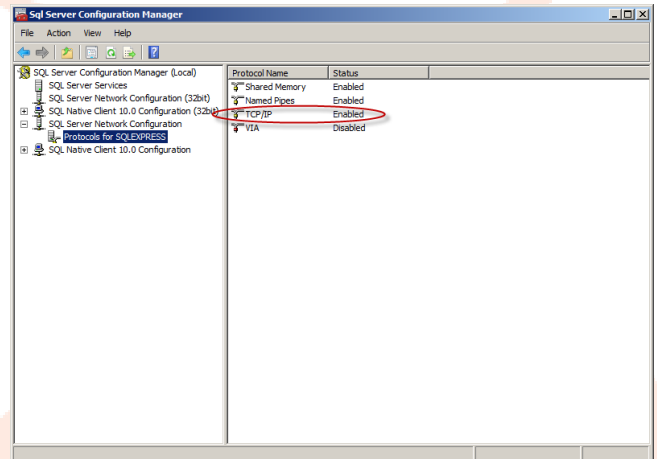 Sql Server Configuration Manager
File Action View Help
SQL Server Configuration Manager (Local)
SQL Server Services
SQL Server Network Configuration (32bit)
SQL Native Client 10.0 Configuration (32bit)
SQL Server Network Configuration
Protocols for SQLEXPRESS
SQL Native Client 10.0 Configuration
Protocol Name Status
Shared Memory Enabled
Named Pipes Enabled
TCP/IP Enabled
VIA Disabled